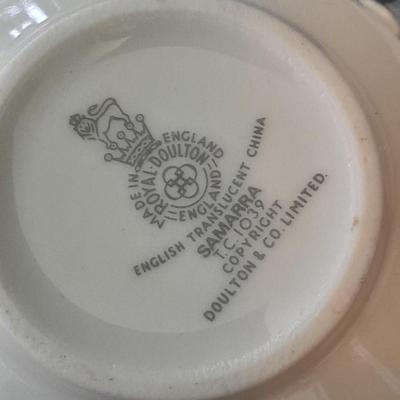 MADE IN ENGLAND
ROYAL·DOULTON
ENGLAND
ENGLISH TRANSLUCENT CHINA
SAMARRA
T.C. 1039
COPYRIGHT
DOULTON & CO. LIMITED.